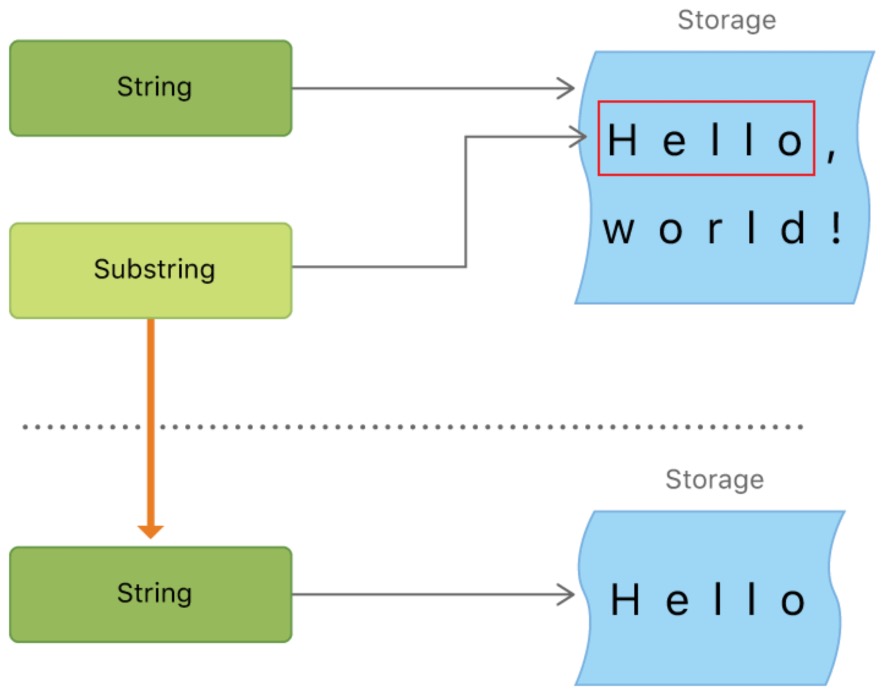 Storage
String
H e l l o ,
w o r l d !
Substring
Storage
String
H e l l o